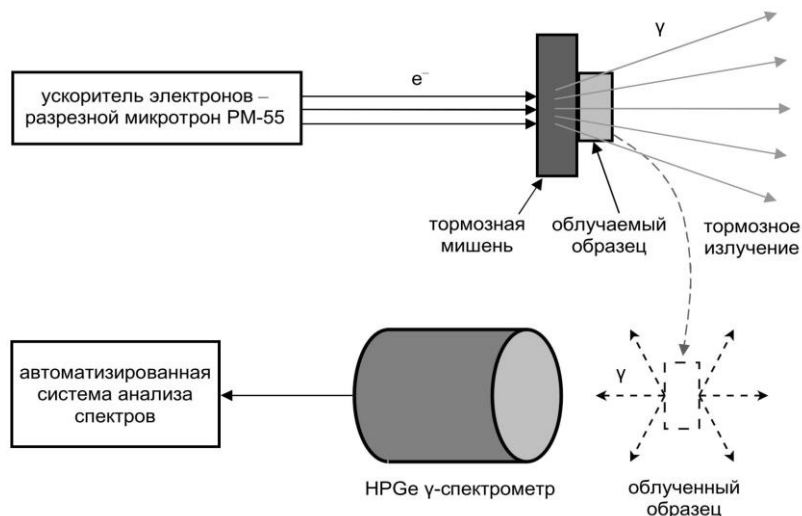 γ
ускоритель электронов –
разрезной микротрон РМ-55
e⁻
тормозная
мишень
облучаемый
образец
тормозное
излучение
автоматизированная
система анализа
спектров
γ
HPGe γ-спектрометр
облученный
образец